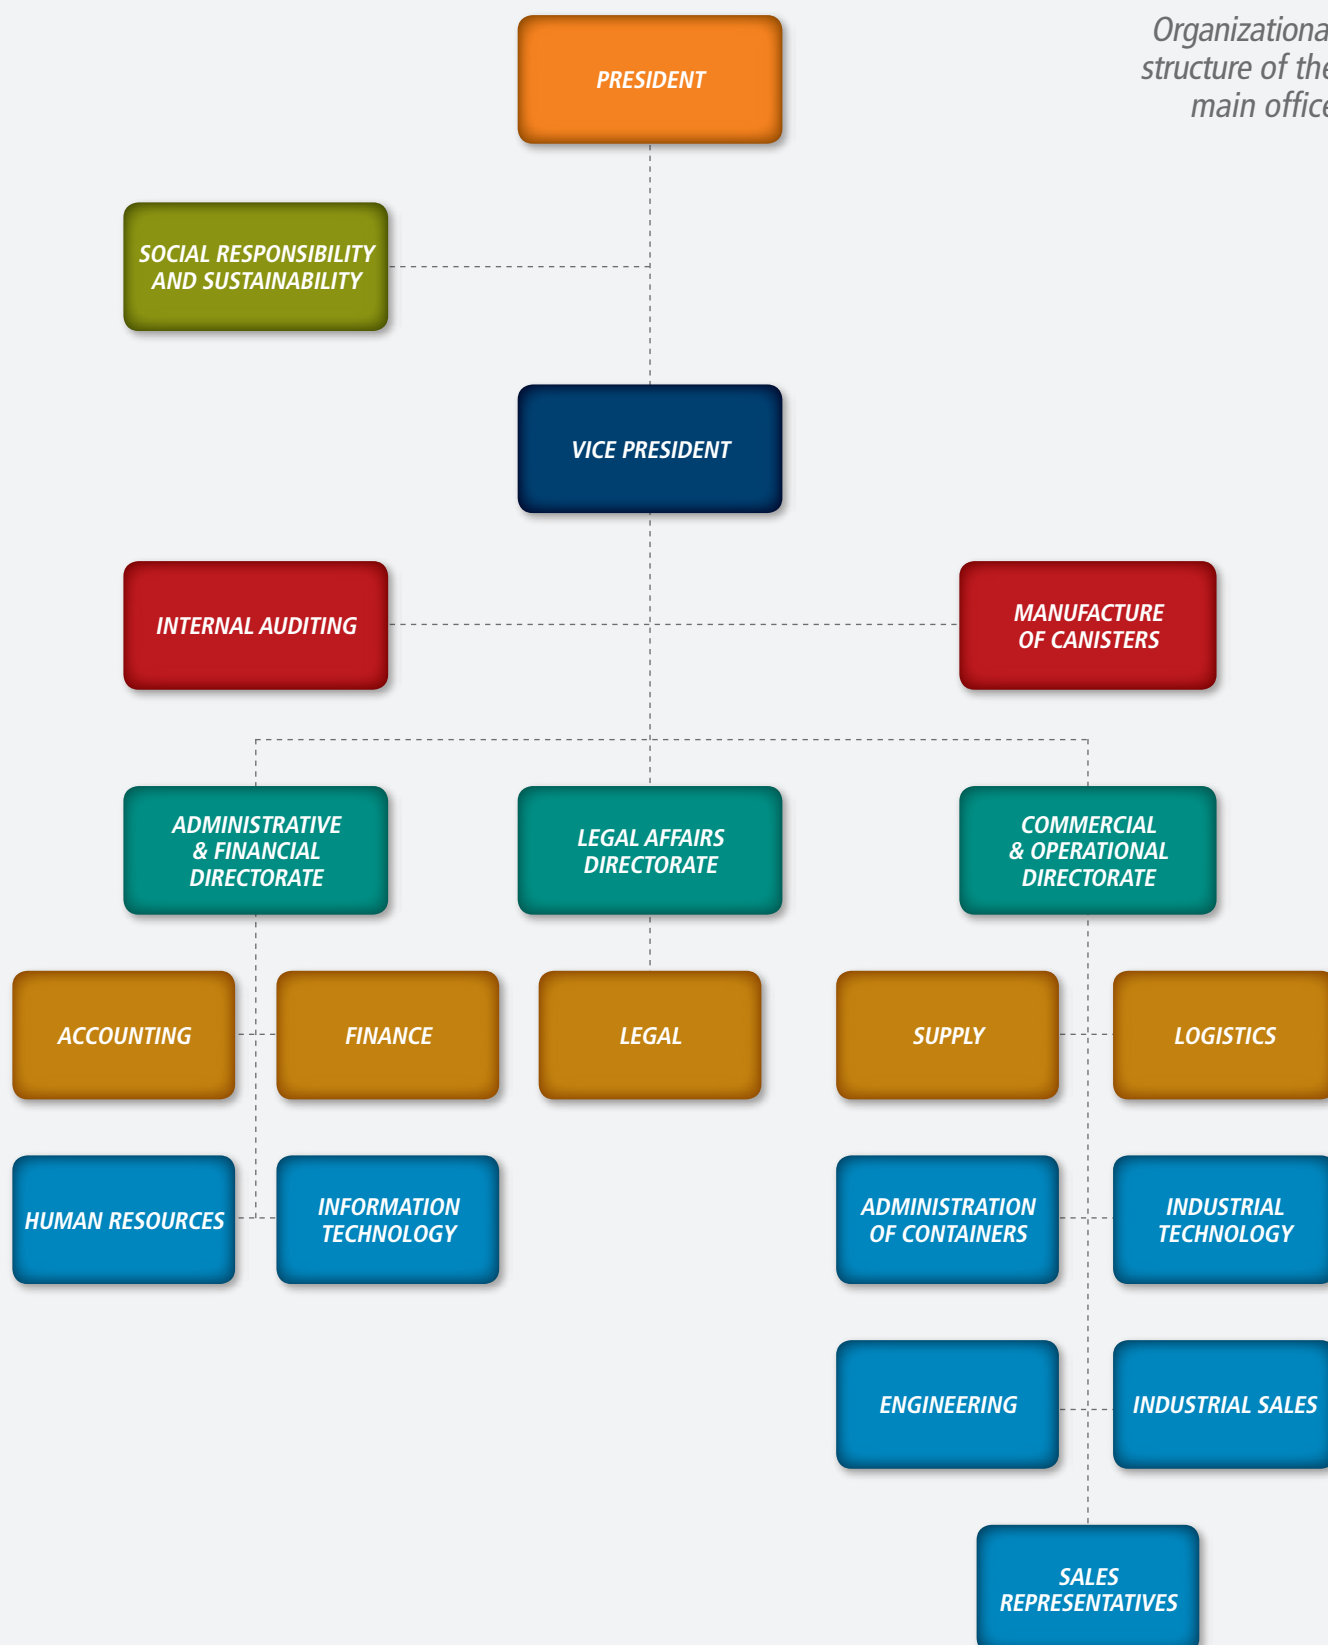 Organizationa
structure of the
main office
PRESIDENT
SOCIAL RESPONSIBILITY
AND SUSTAINABILITY
VICE PRESIDENT
INTERNAL AUDITING
MANUFACTURE
OF CANISTERS
ADMINISTRATIVE
& FINANCIAL
DIRECTORATE
LEGAL AFFAIRS
DIRECTORATE
COMMERCIAL
& OPERATIONAL
DIRECTORATE
ACCOUNTING
FINANCE
LEGAL
SUPPLY
LOGISTICS
HUMAN RESOURCES
INFORMATION
TECHNOLOGY
ADMINISTRATION
OF CONTAINERS
INDUSTRIAL
TECHNOLOGY
ENGINEERING
INDUSTRIAL SALES
SALES
REPRESENTATIVES